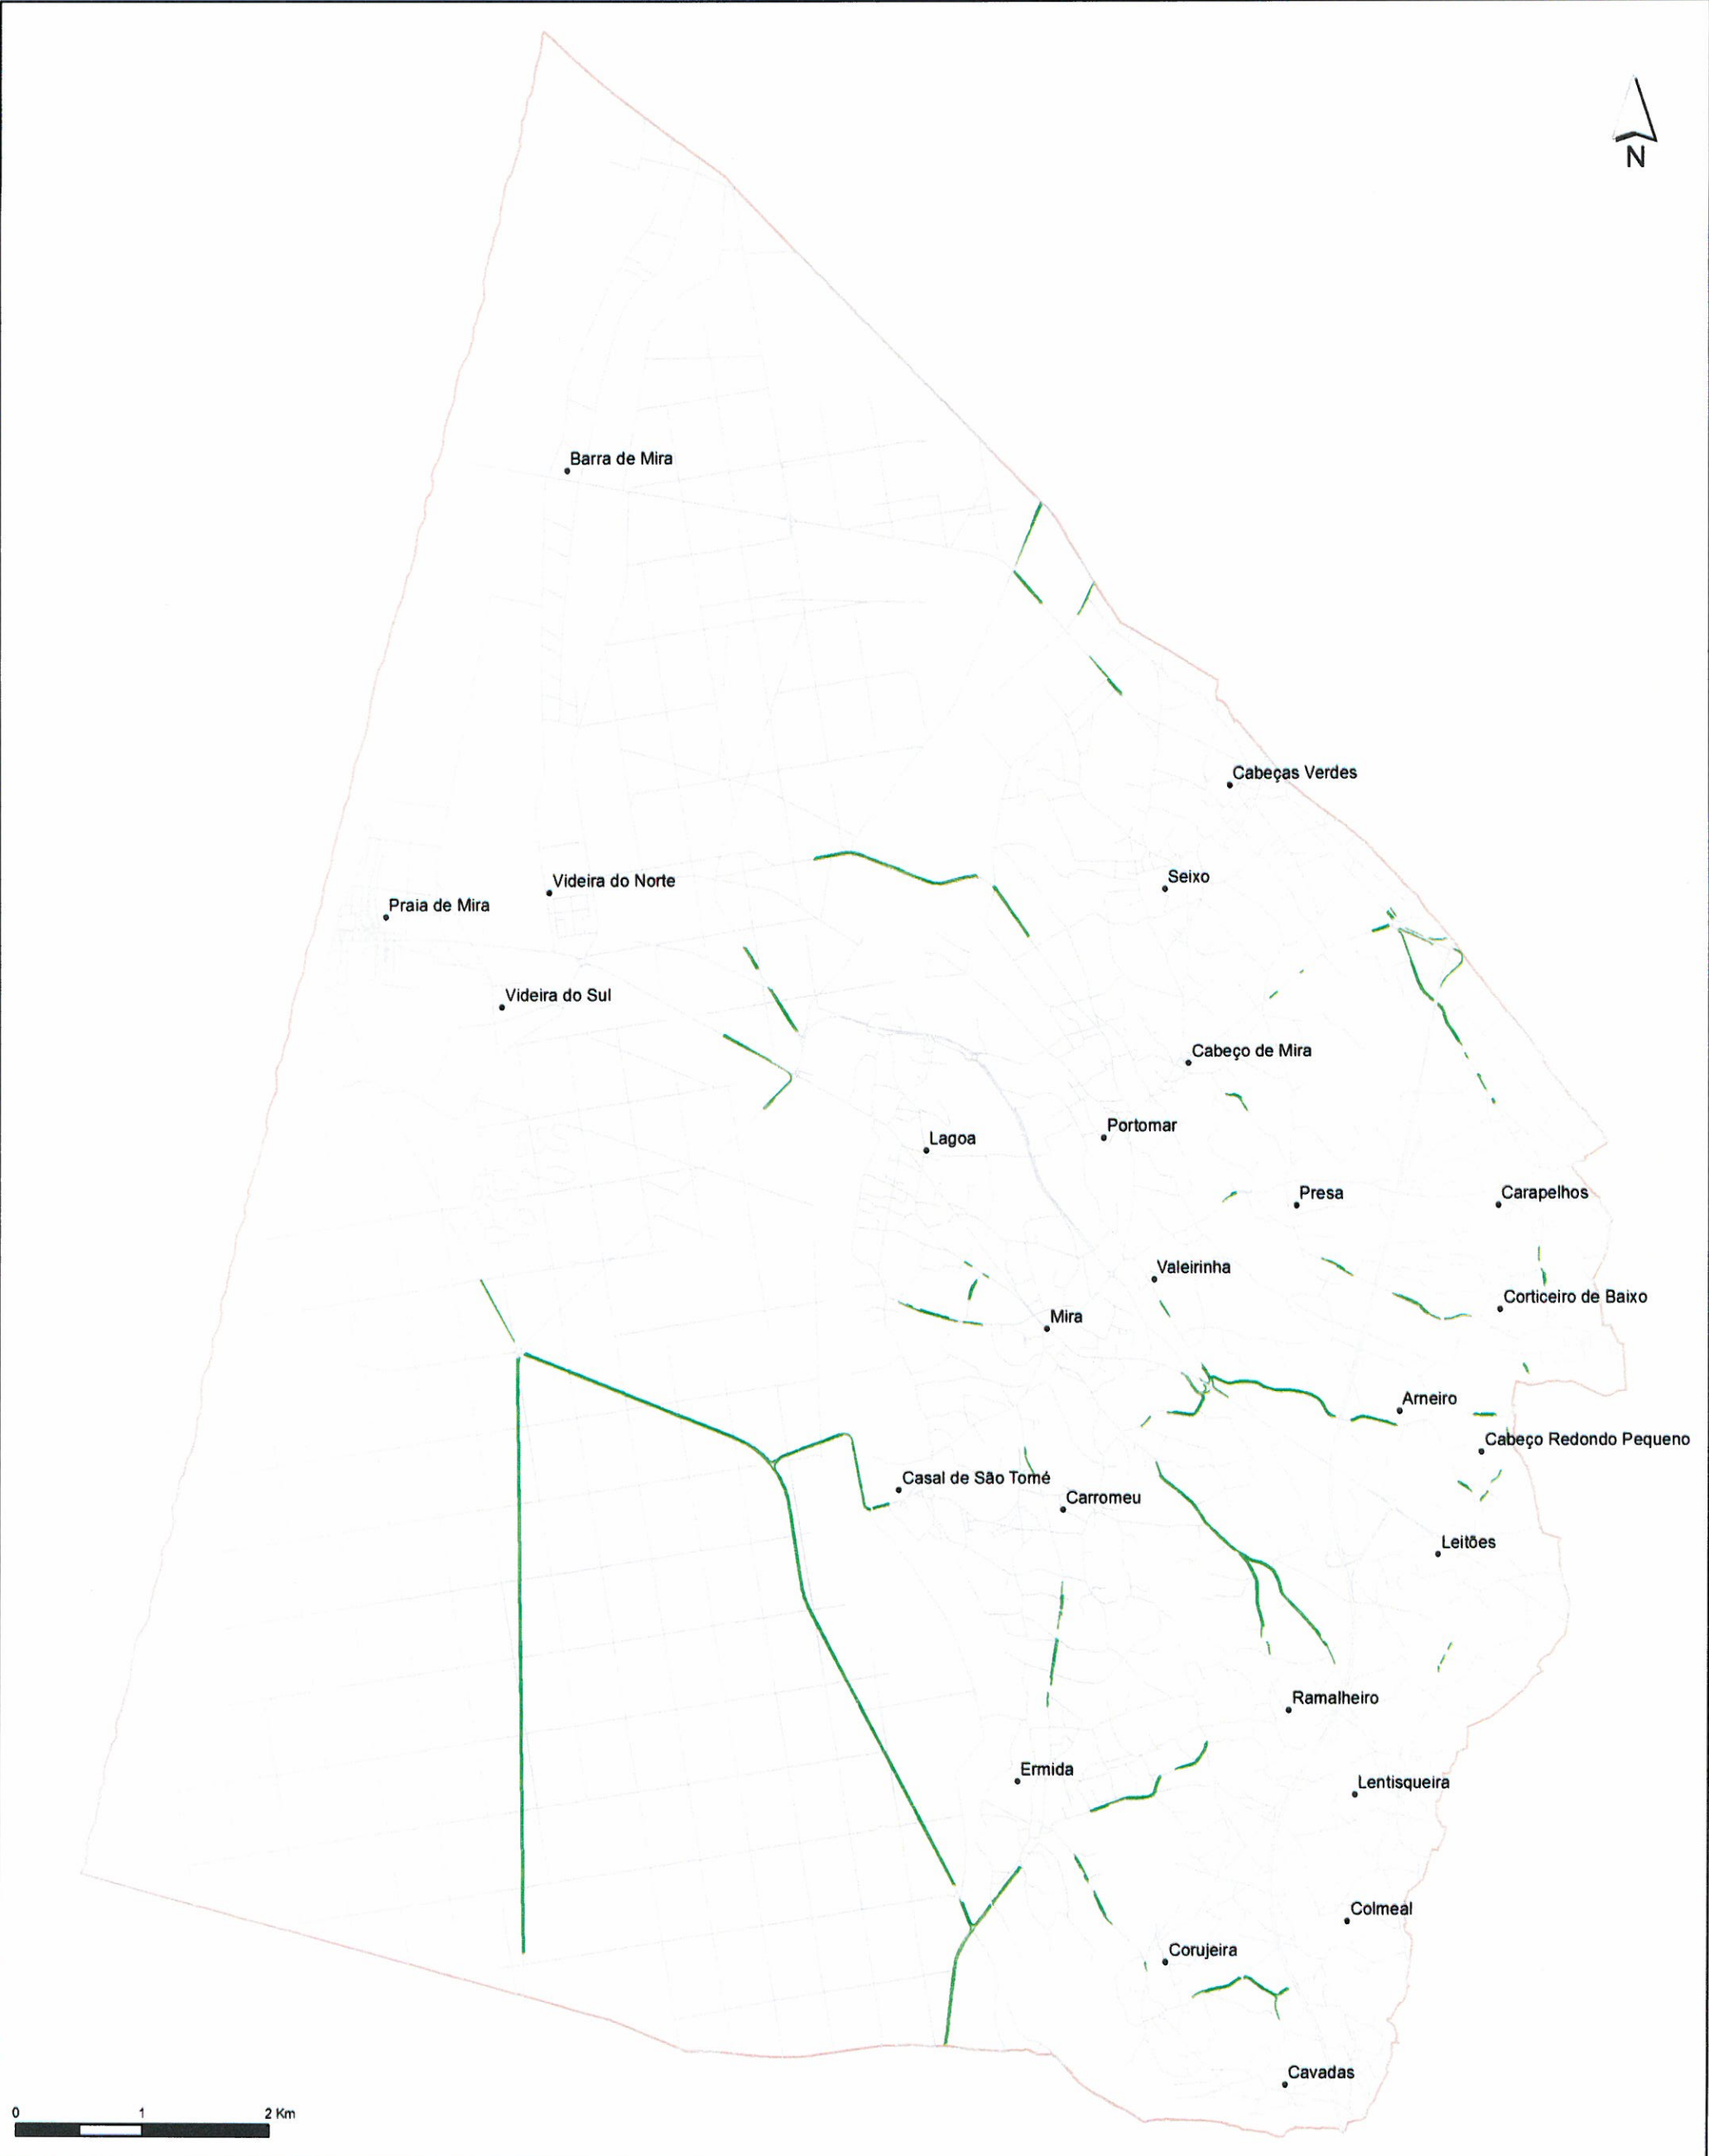 N
Barra de Mira
Cabeças Verdes
Seixo
Videira do Norte
Praia de Mira
Videira do Sul
Cabeço de Mira
Portomar
Lagoa
Presa
Carapelhos
Valeirinha
Corticeiro de Baixo
Mira
Arneiro
Cabeço Redondo Pequeno
Casal de São Tomé
Carromeu
Leitões
Ramalheiro
Ermida
Lentisqueira
Colmeal
Corujeira
Cavadas
0 1 2 Km